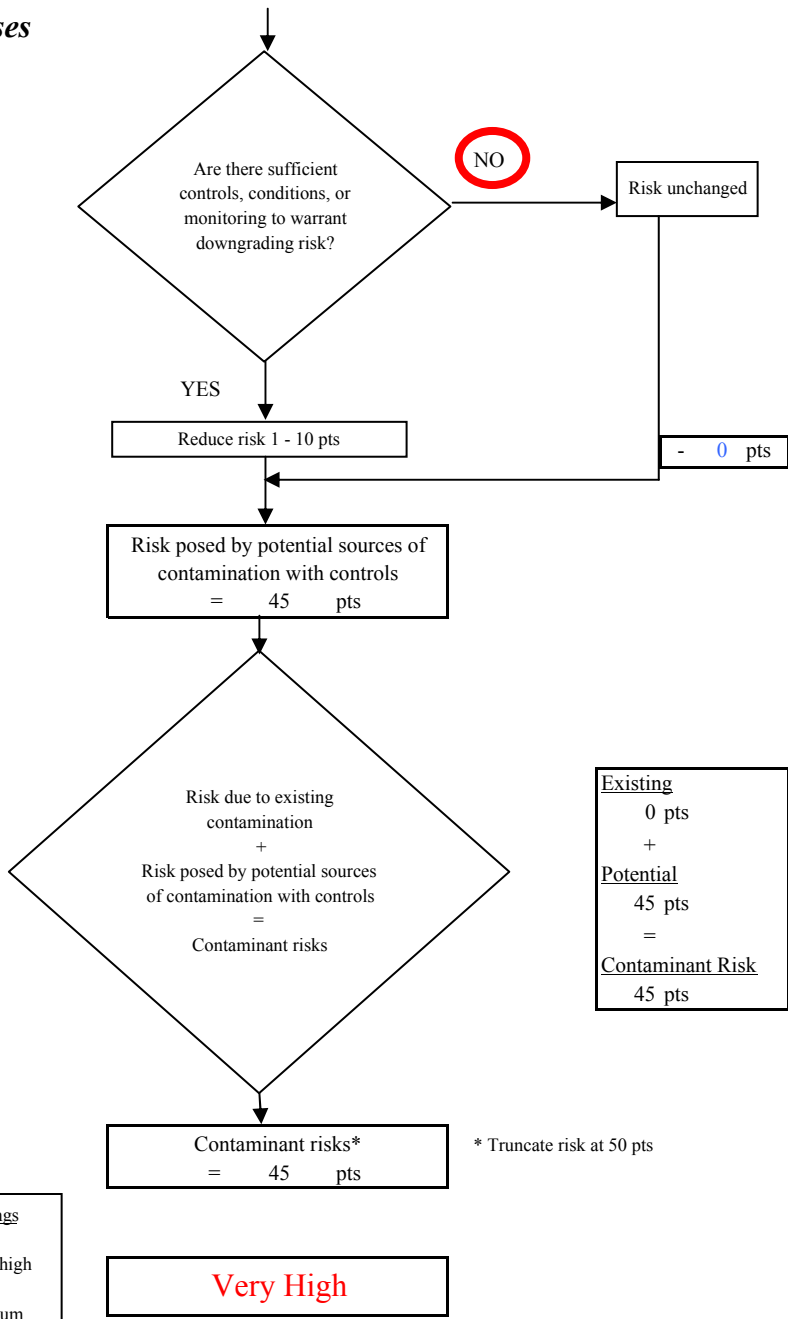 Are there sufficient
controls, conditions, or
monitoring to warrant
downgrading risk?
NO
Risk unchanged
YES
Reduce risk 1 - 10 pts
- 0 pts
Risk posed by potential sources of
contamination with controls
= 45 pts
Risk due to existing
contamination
+
Risk posed by potential sources
of contamination with controls
=
Contaminant risks
Existing
0 pts
+
Potential
45 pts
=
Contaminant Risk
45 pts
Contaminant risks*
= 45 pts
* Truncate risk at 50 pts
high
Very High